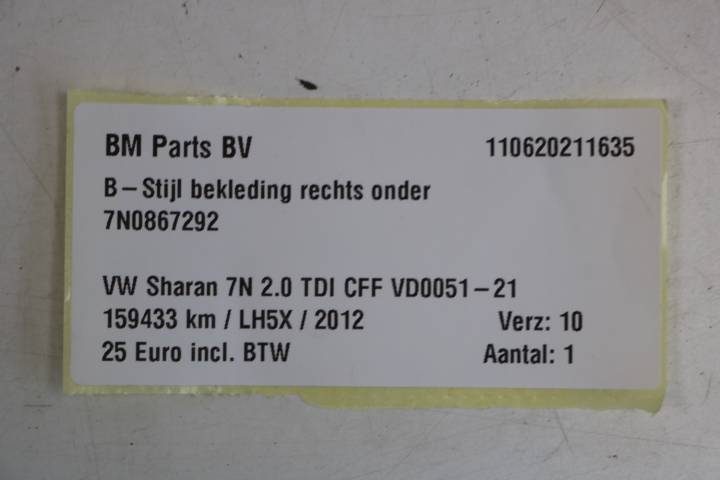 BM Parts BV 110620211635
B-Stijl bekleding rechts onder
7N0867292
VW Sharan 7N 2.0 TDI CFF VD0051-21
159433 km / LH5X / 2012 Verz: 10
25 Euro incl. BTW Aantal: 1